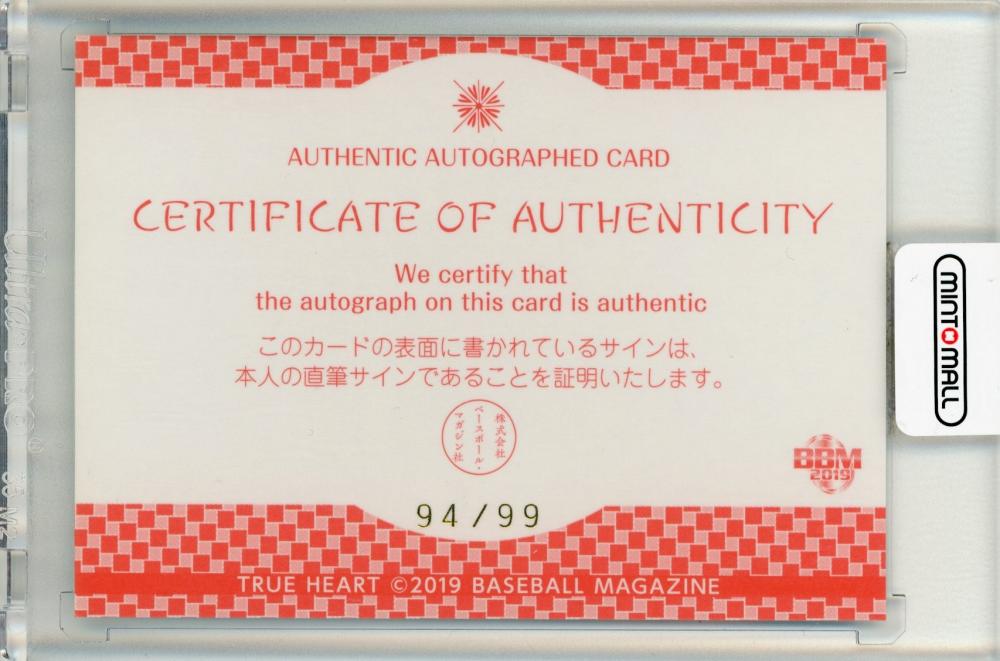 AUTHENTIC AUTOGRAPHED CARD
CERTIFICATE OF AUTHENTICITY
We certify that
the autograph on this card is authentic
このカードの表面に書かれているサインは、
本人の直筆サインであることを証明いたします。
株式会社
ベースボール・
マガジン社
BBM
2019
94/99
TRUE HEART ©2019 BASEBALL MAGAZINE
MINT MALL